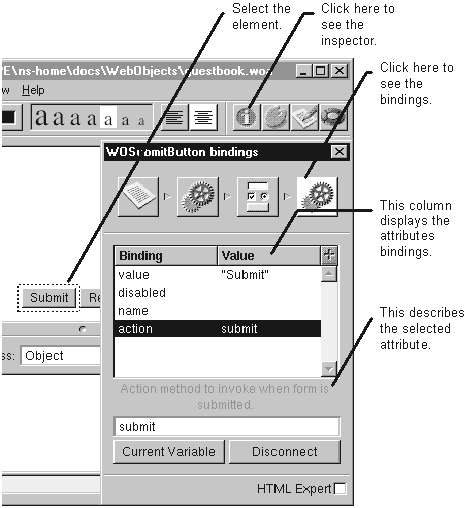 Select the
element.
Click here to
see the
inspector.
PE\ns-home\docs\WebObjects\guestbook.wo
w Help
a a a a a a a
Click here to
see the
bindings.
WOSubmitButton bindings
This column
displays the
attributes
bindings.
Binding Value
value "Submit"
disabled
name
action submit
Submit Re
ss: Object
This describes
the selected
attribute.
Action method to invoke when form is
submitted.
submit
Current Variable Disconnect
HTML Expert